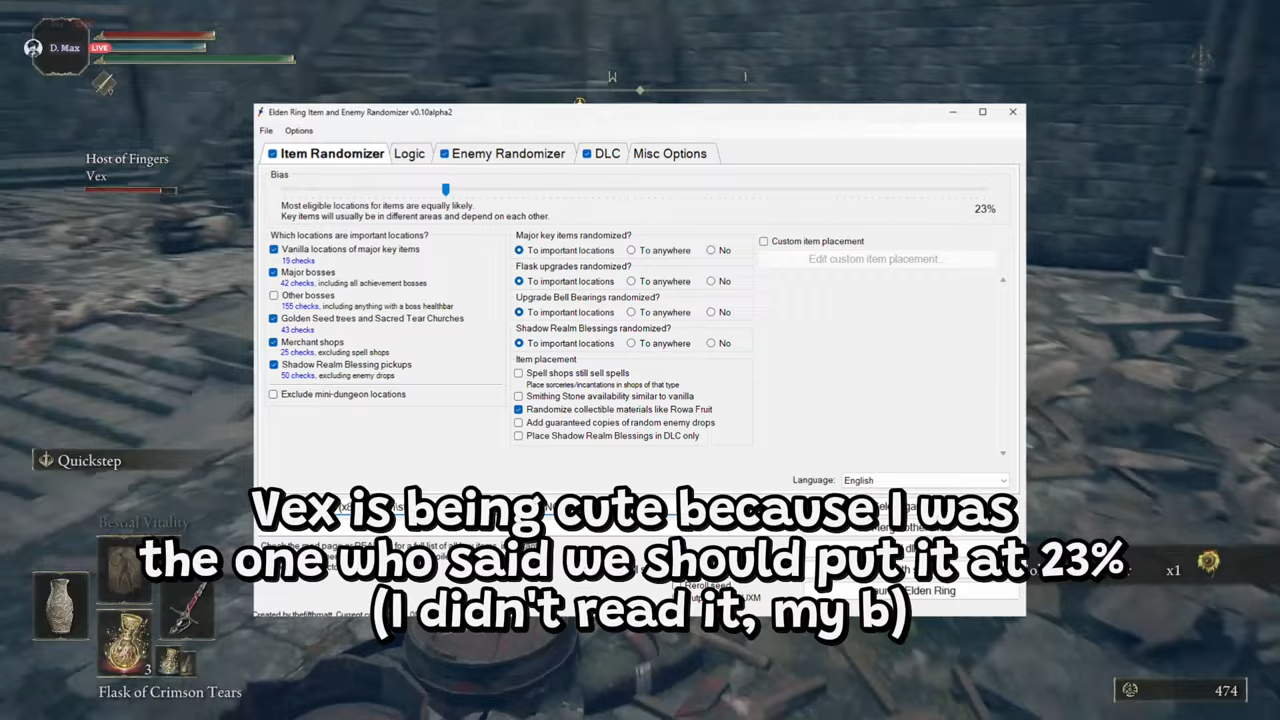 D. Max
LIVE
W
Host of Fingers
Vex
Elden Ring Item and Enemy Randomizer v0.10alpha2
File Options
Item Randomizer Logic Enemy Randomizer DLC Misc Options
Bias
Most eligible locations for items are equally likely.
Key items will usually be in different areas and depend on each other.
23%
Which locations are important locations?
Vanilla locations of major key items
19 checks
Major bosses
42 checks, including all achievement bosses
Other bosses
155 checks, including anything with a boss healthbar
Golden Seed trees and Sacred Tear Churches
43 checks
Merchant shops
25 checks, excluding spell shops
Shadow Realm Blessing pickups
50 checks, excluding enemy drops
Exclude mini-dungeon locations
Major key items randomized?
To important locations To anywhere No
Flask upgrades randomized?
To important locations To anywhere No
Upgrade Bell Bearings randomized?
To important locations To anywhere No
Shadow Realm Blessings randomized?
To important locations To anywhere No
Item placement
Spell shops still sell spells
Place sorceries/incantations in shops of that type
Smithing Stone availability similar to vanilla
Randomize collectible materials like Rowa Fruit
Add guaranteed copies of random enemy drops
Place Shadow Realm Blessings in DLC only
Custom item placement
Edit custom item placement...
Language: English
Quickstep
Bestial Vitality
Vex is being cute because I was
the one who said we should put it at 23%
(I didn't read it, my b)
Reroll seed
Elden Ring
x1
3
Flask of Crimson Tears
474